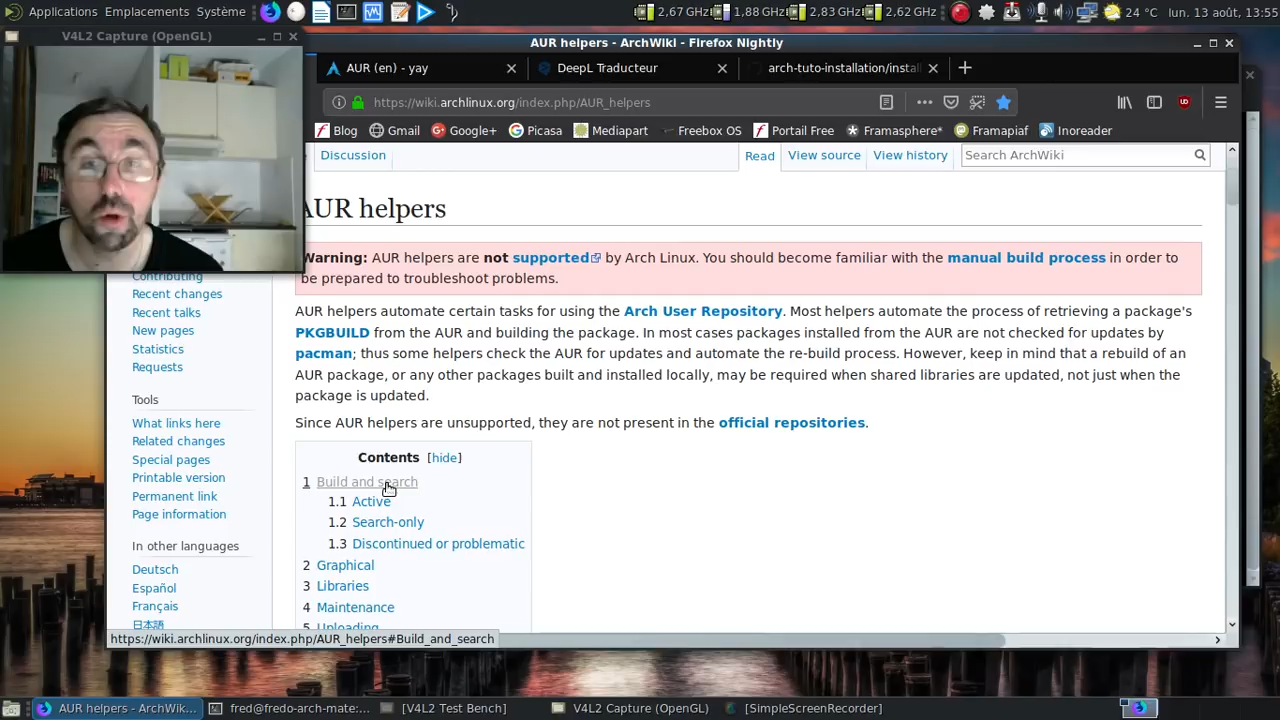 Applications Emplacements Système
2,67 GHz 1,88 GHz 2,83 GHz 2,62 GHz 24 °C lun. 13 août, 13:55
V4L2 Capture (OpenGL)
AUR helpers - ArchWiki - Firefox Nightly
AUR (en) - yay
DeepL Traducteur
arch-tuto-installation/instal
https://wiki.archlinux.org/index.php/AUR_helpers
Blog Gmail Google+ Picasa Mediapart Freebox OS Portail Free Framasphere* Framapiaf Inoreader
Discussion Read View source View history Search ArchWiki
AUR helpers
Warning: AUR helpers are not supported by Arch Linux. You should become familiar with the manual build process in order to
be prepared to troubleshoot problems.
AUR helpers automate certain tasks for using the Arch User Repository. Most helpers automate the process of retrieving a package's
PKGBUILD from the AUR and building the package. In most cases packages installed from the AUR are not checked for updates by
pacman; thus some helpers check the AUR for updates and automate the re-build process. However, keep in mind that a rebuild of an
AUR package, or any other packages built and installed locally, may be required when shared libraries are updated, not just when the
package is updated.
Since AUR helpers are unsupported, they are not present in the official repositories.
Contents [hide]
1 Build and search
1.1 Active
1.2 Search-only
1.3 Discontinued or problematic
2 Graphical
3 Libraries
4 Maintenance
5 Uploading
Contributing
Recent changes
Recent talks
New pages
Statistics
Requests
Tools
What links here
Related changes
Special pages
Printable version
Permanent link
Page information
In other languages
Deutsch
Español
Français
日本語
https://wiki.archlinux.org/index.php/AUR_helpers#Build_and_search
AUR helpers - ArchWik... fred@fredo-arch-mate:... [V4L2 Test Bench] V4L2 Capture (OpenGL) [SimpleScreenRecorder]